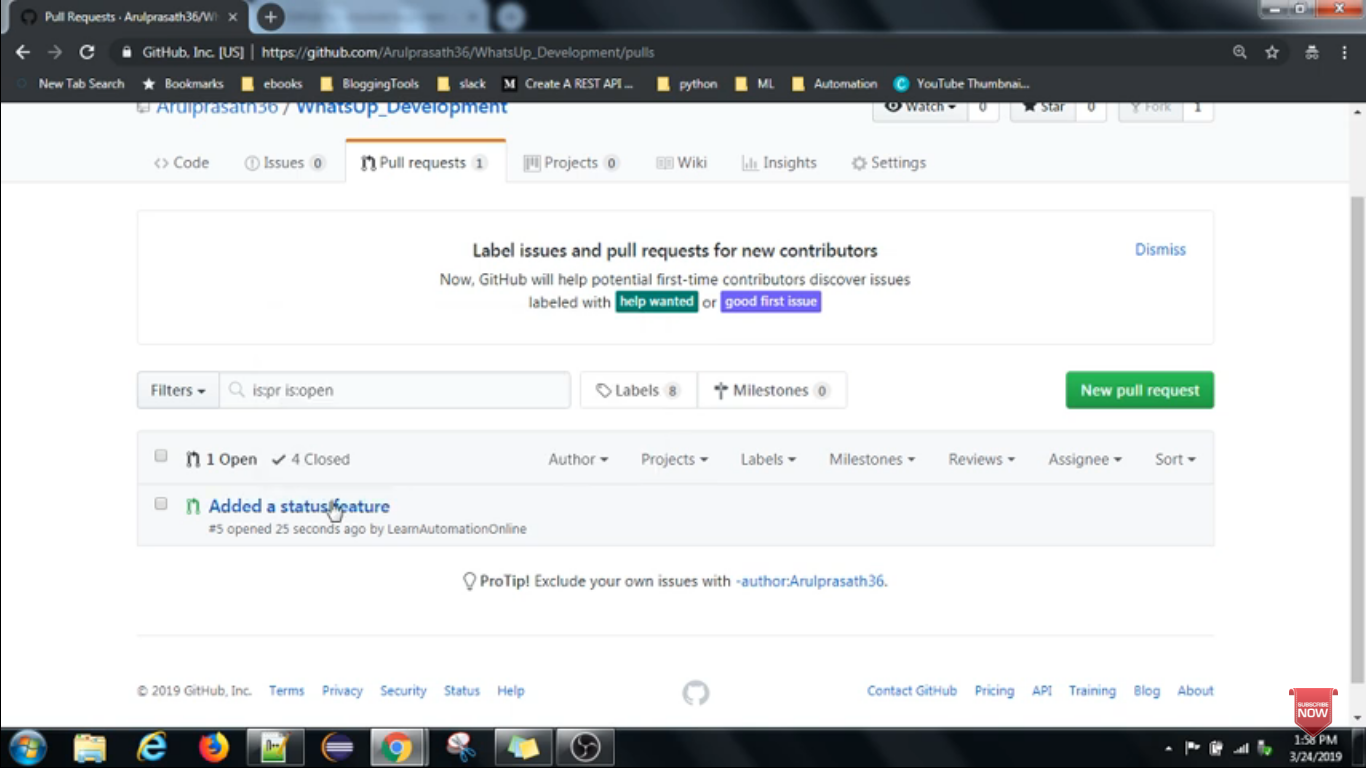 Pull Requests · Arulprasath36/Wh
GitHub, Inc. [US] | https://github.com/Arulprasath36/WhatsUp_Development/pulls
New Tab Search Bookmarks ebooks BloggingTools slack M Create A REST API ... python ML Automation C YouTube Thumbnai...
Arulprasath36 / WhatsUp_Development
Watch 0 Star 0 Fork 1
<> Code Issues 0 Pull requests 1 Projects 0 Wiki Insights Settings
Label issues and pull requests for new contributors
Dismiss
Now, GitHub will help potential first-time contributors discover issues
labeled with help wanted or good first issue
Filters is:pr is:open Labels 8 Milestones 0 New pull request
1 Open 4 Closed Author Projects Labels Milestones Reviews Assignee Sort
Added a status feature
#5 opened 25 seconds ago by LearnAutomationOnline
ProTip! Exclude your own issues with -author:Arulprasath36.
© 2019 GitHub, Inc. Terms Privacy Security Status Help Contact GitHub Pricing API Training Blog About
SUBSCRIBE
NOW
1:58 PM
3/24/2019